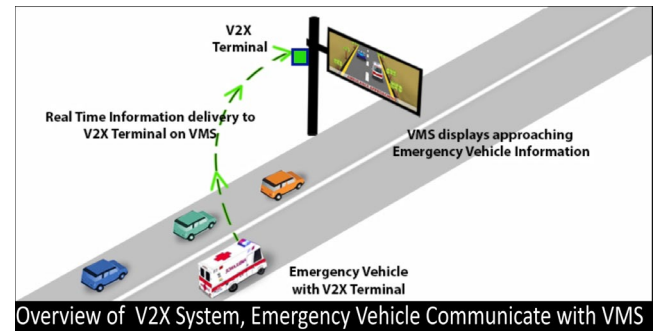 V2X
Terminal
Real Time Information delivery to
V2X Terminal on VMS
VMS displays approaching
Emergency Vehicle Information
Emergency Vehicle
with V2X Terminal
Overview of V2X System, Emergency Vehicle Communicate with VMS